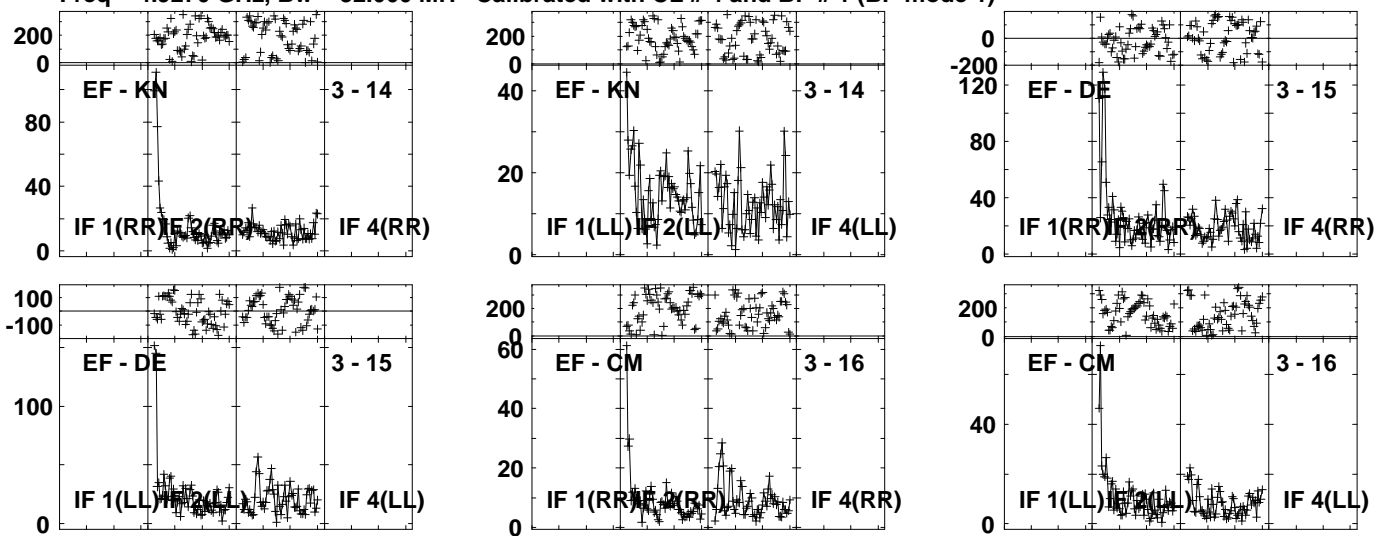 200
0
EF - KN
3 - 14
80
40
0
IF 1(RR)
IF 2(RR)
IF 4(RR)
200
0
EF - KN
3 - 14
40
20
0
IF 1(LL)
IF 2(LL)
IF 4(LL)
0
-200
EF - DE
3 - 15
120
80
40
0
IF 1(RR)
IF 2(RR)
IF 4(RR)
100
-100
EF - DE
3 - 15
100
0
IF 1(LL)
IF 2(LL)
IF 4(LL)
200
0
EF - CM
3 - 16
60
40
20
0
IF 1(RR)
IF 2(RR)
IF 4(RR)
200
0
EF - CM
3 - 16
40
0
IF 1(LL)
IF 2(LL)
IF 4(LL)